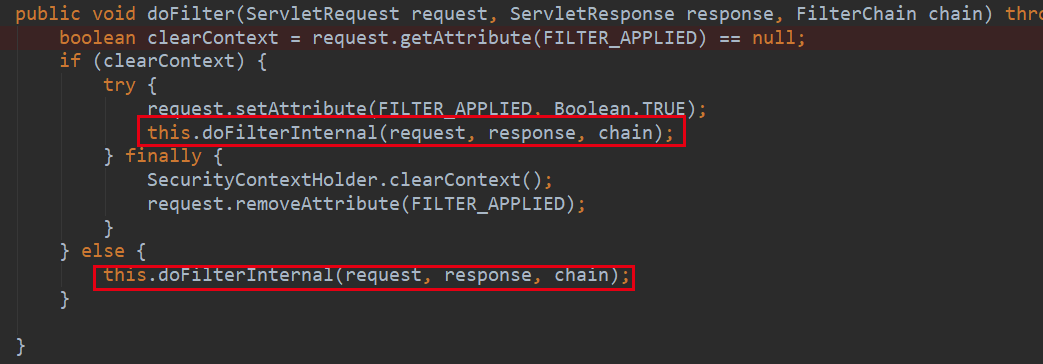 public void doFilter(ServletRequest request, ServletResponse response, FilterChain chain) thro
boolean clearContext = request.getAttribute(FILTER_APPLIED) == null;
if (clearContext) {
try {
request.setAttribute(FILTER_APPLIED, Boolean.TRUE);
this.doFilterInternal(request, response, chain);
} finally {
SecurityContextHolder.clearContext();
request.removeAttribute(FILTER_APPLIED);
}
} else {
this.doFilterInternal(request, response, chain);
}
}